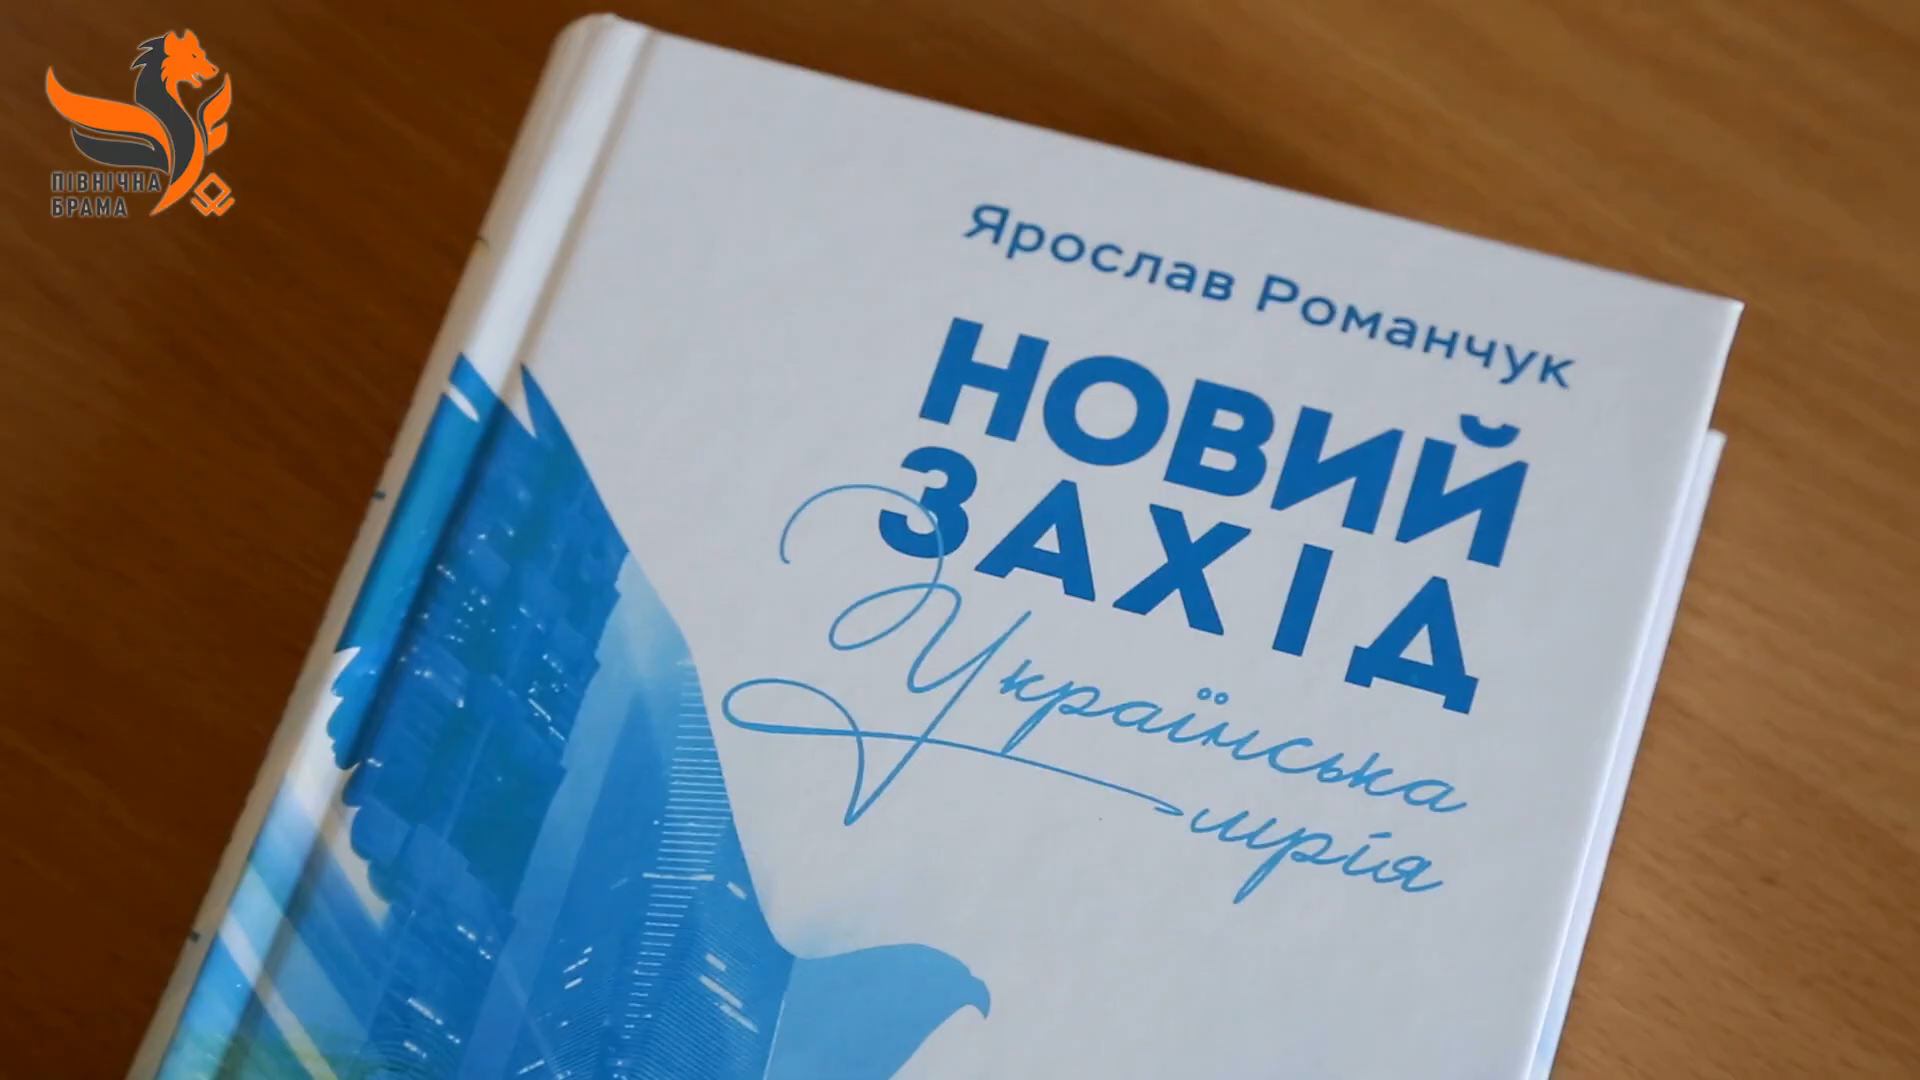 ПІВНІЧНА
БРАМА
Ярослав Романчук
НОВИЙ
ЗАХІД
Українська
мрія